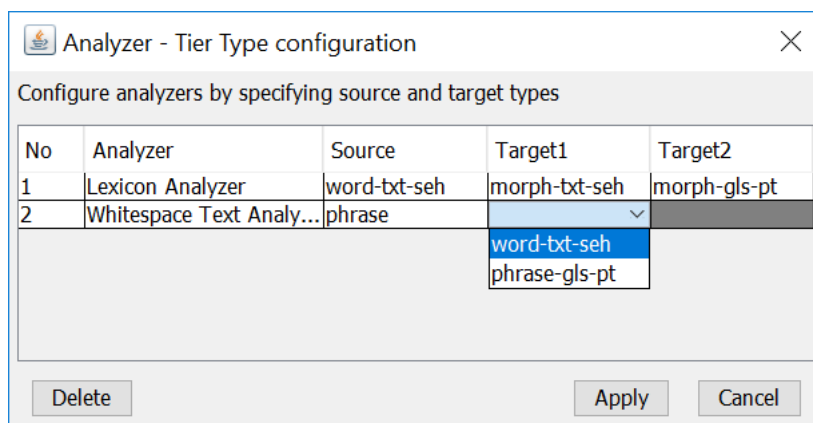 Analyzer - Tier Type configuration
Configure analyzers by specifying source and target types
No Analyzer Source Target1 Target2
1 Lexicon Analyzer word-txt-seh morph-txt-seh morph-gls-pt
2 Whitespace Text Analy... phrase
word-txt-seh
phrase-gls-pt
Delete Apply Cancel